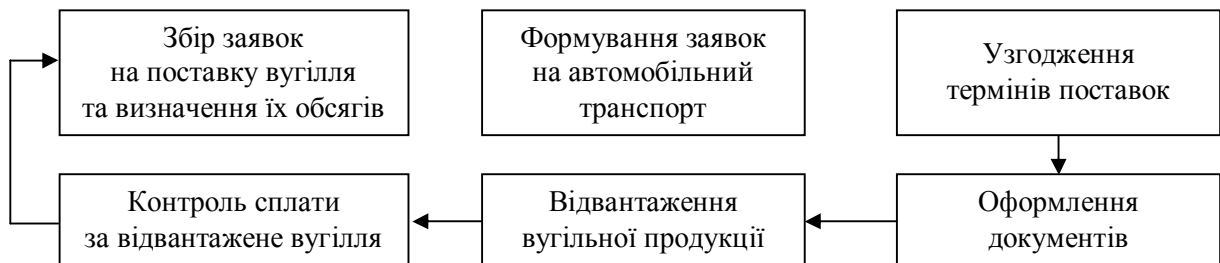 Збір заявок
на поставку вугілля
та визначення їх обсягів
Формування заявок
на автомобільний
транспорт
Узгодження
термінів поставок
Контроль сплати
за відвантажене вугілля
Відвантаження
вугільної продукції
Оформлення
документів